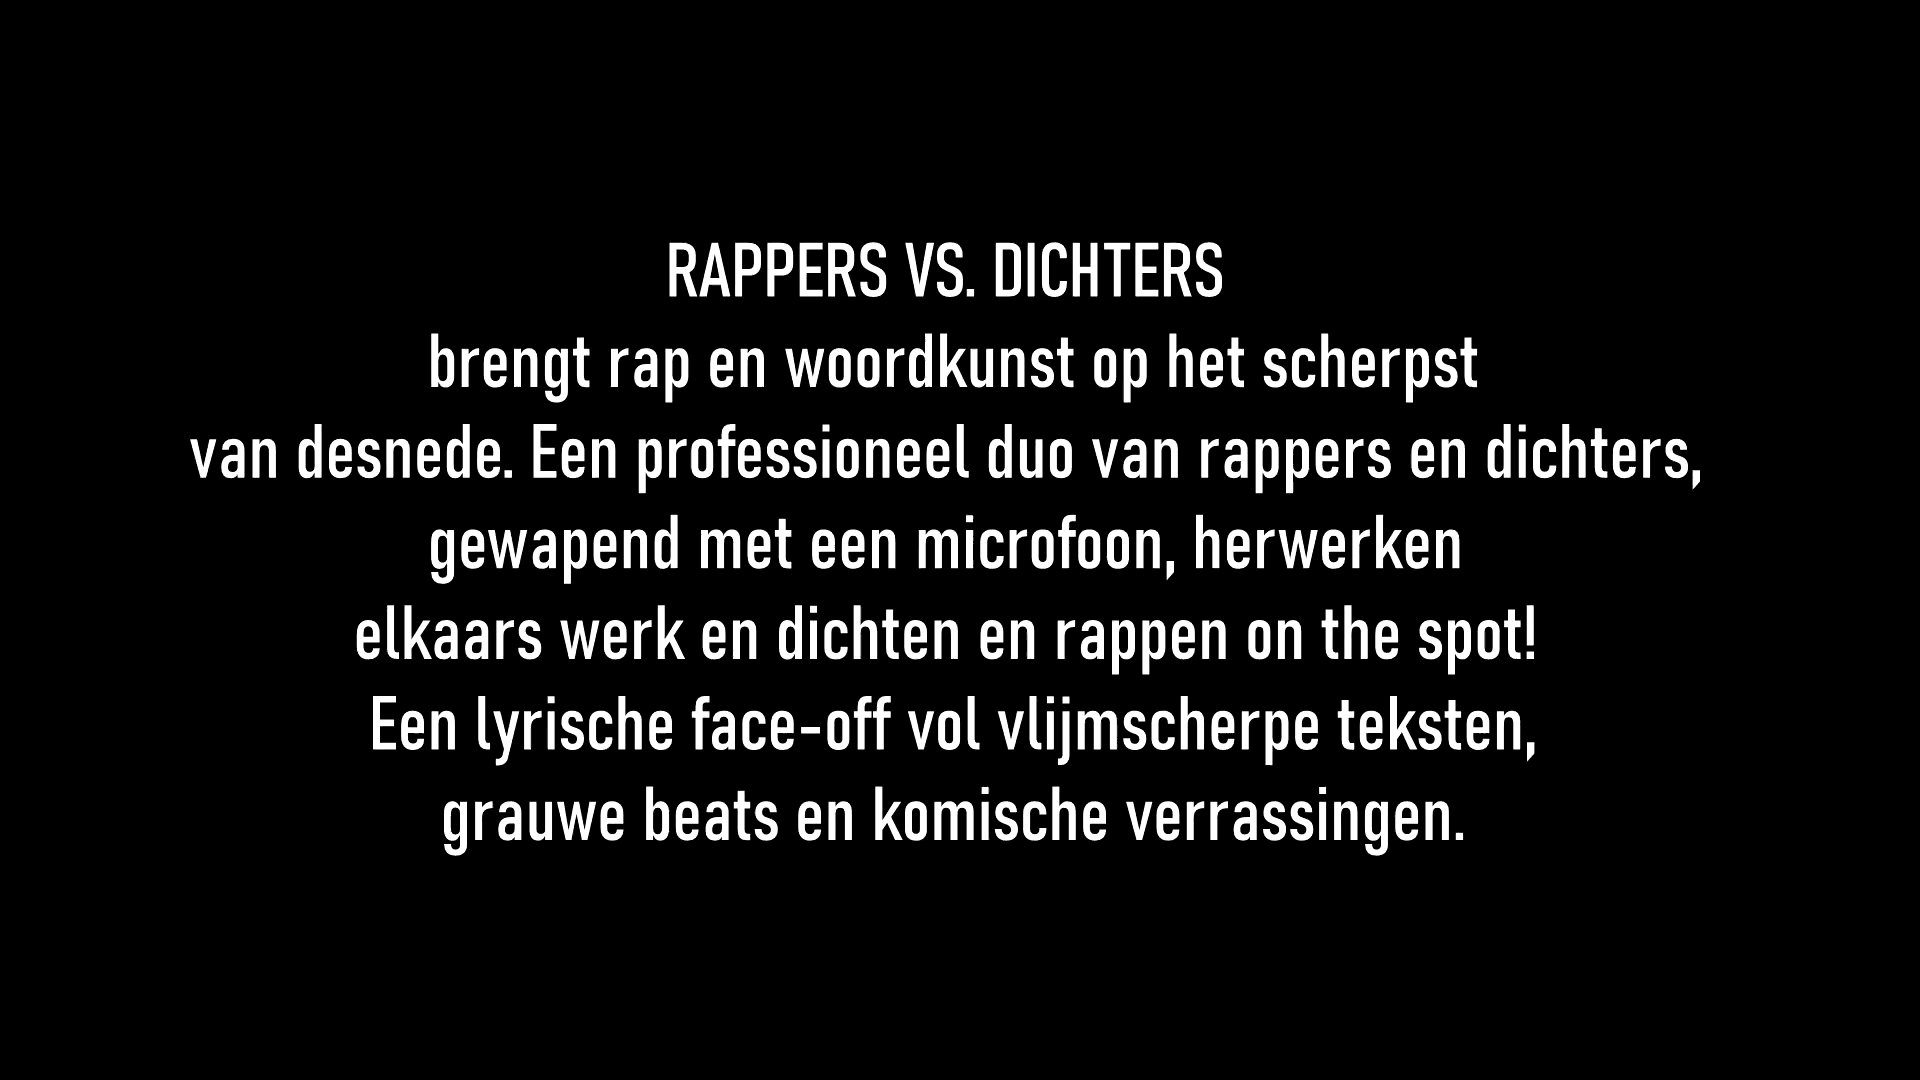 RAPPERS VS. DICHTERS
brengt rap en woordkunst op het scherpst
van desnede. Een professioneel duo van rappers en dichters,
gewapend met een microfoon, herwerken
elkaars werk en dichten en rappen on the spot!
Een lyrische face-off vol vlijmscherpe teksten,
grauwe beats en komische verrassingen.